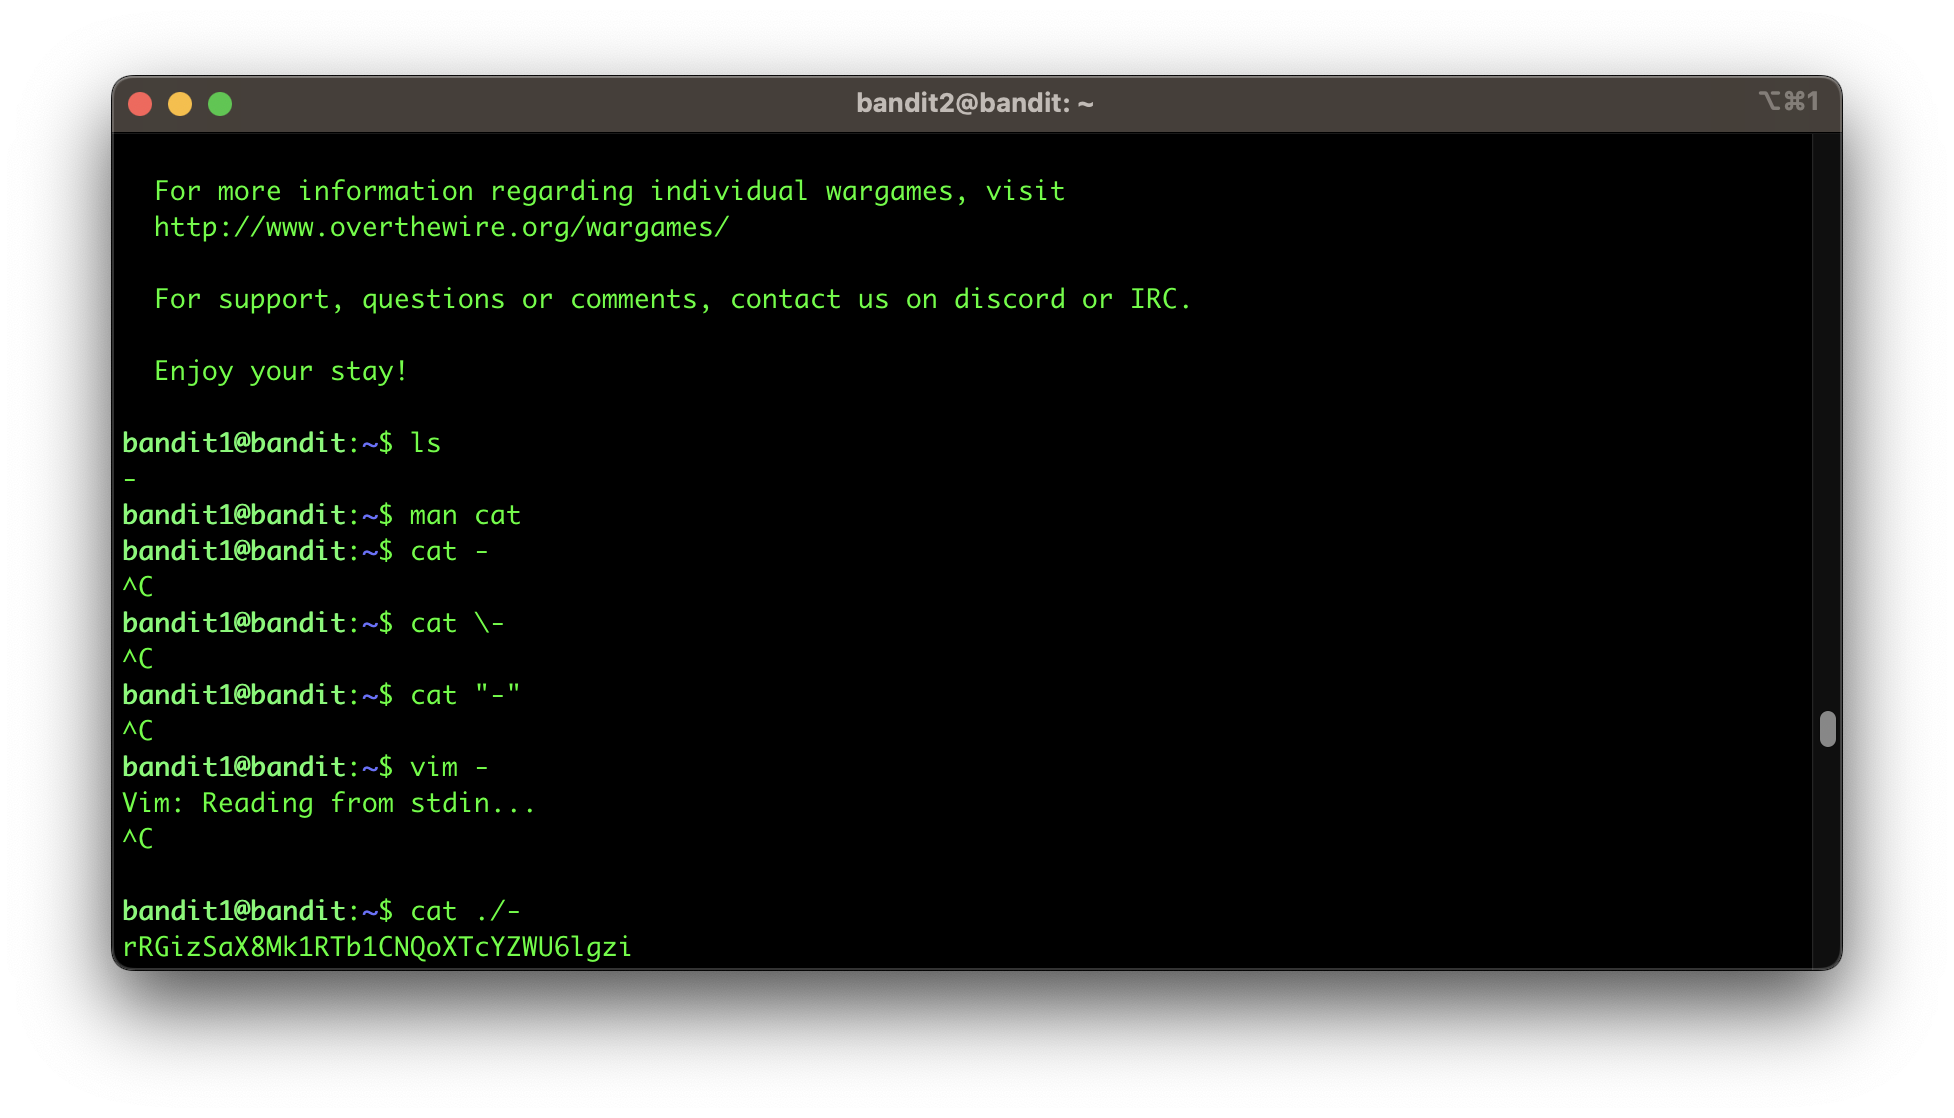 bandit2@bandit: ~
⌥⌘1
For more information regarding individual wargames, visit
http://www.overthewire.org/wargames/
For support, questions or comments, contact us on discord or IRC.
Enjoy your stay!
bandit1@bandit:~$ ls
-
bandit1@bandit:~$ man cat
bandit1@bandit:~$ cat -
^C
bandit1@bandit:~$ cat \-
^C
bandit1@bandit:~$ cat "-"
^C
bandit1@bandit:~$ vim -
Vim: Reading from stdin...
^C
bandit1@bandit:~$ cat ./-
rRGizSaX8Mk1RTb1CNQoXTcYZWU6lgzi